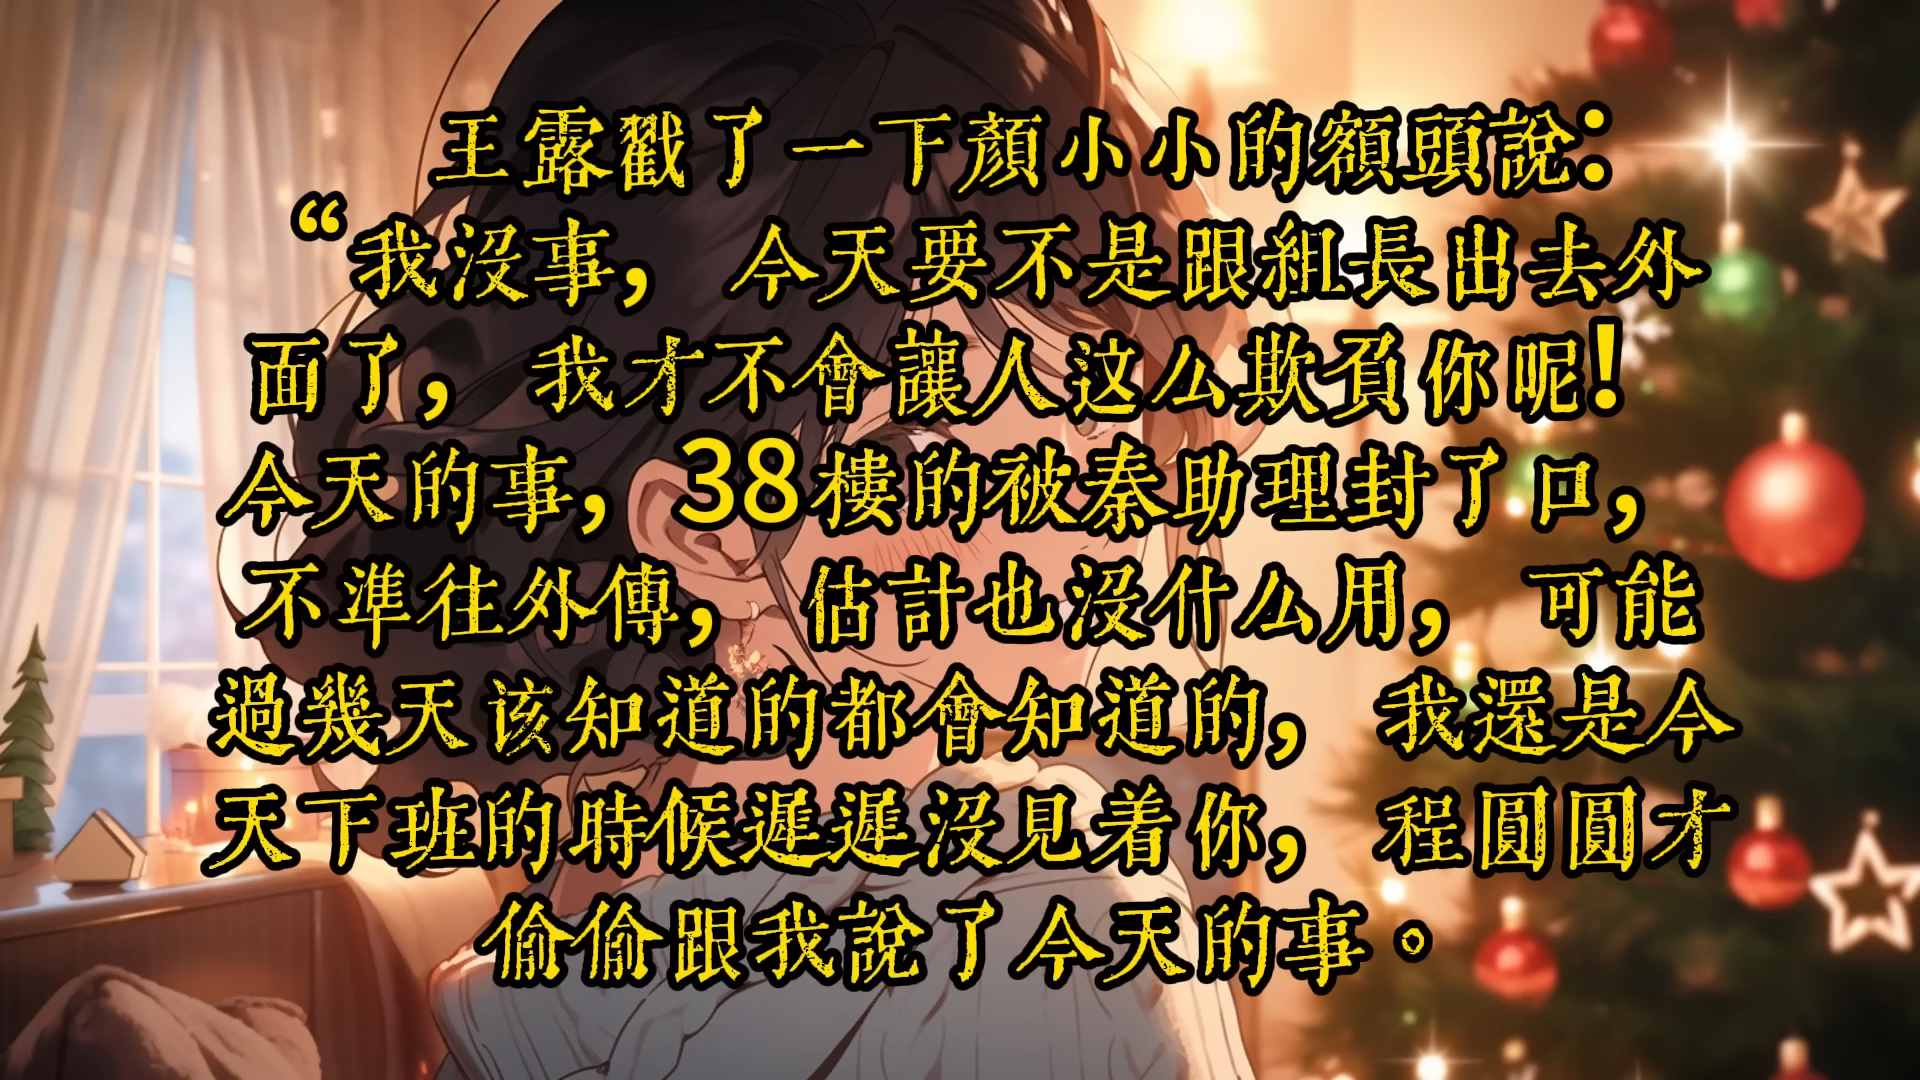 王露戳了一下顏小小的額頭說：
“我沒事，今天要不是跟組長出去外
面了，我才不會讓人这么欺負你呢！
今天的事，38樓的被秦助理封了口，
不準往外傳，估計也沒什么用，可能
過幾天该知道的都會知道的，我還是今
天下班的時候遲遲沒見着你，程圓圓才
偷偷跟我說了今天的事。